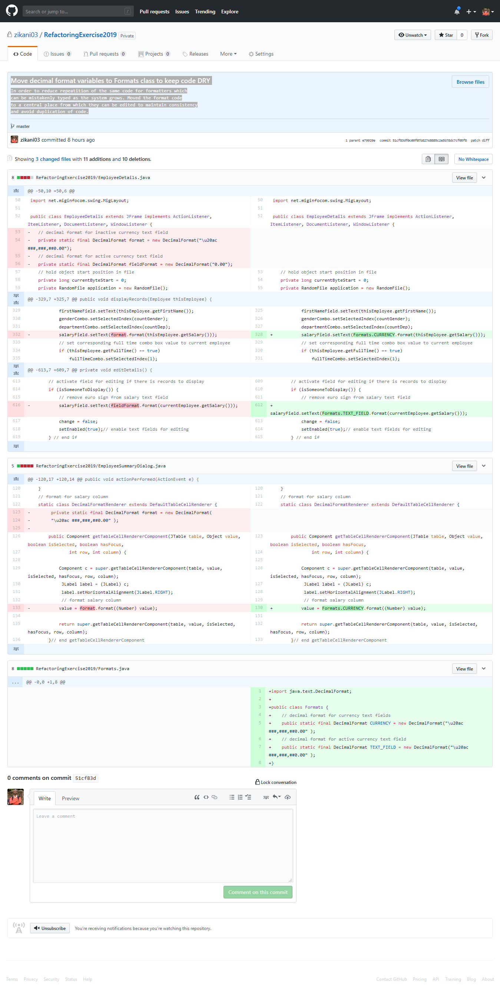 Search or jump to... /
Pull requests Issues Trending Explore
zikani03 / RefactoringExercise2019 Private
Unwatch Star 0 Fork
Code Issues 0 Pull requests 0 Projects 0 Releases More Settings
Move decimal format variables to Formats class to keep code DRY
Browse files
In order to reduce repeatition of the same code for formatters which
can be mistakenly typed as the system grows. Moved the format code
to a central place from which they can be edited to maintain consistency
and avoid duplication of code.
master
zikani03 committed 8 hours ago
1 parent e79929e commit 51cf83df0c09f07b82748885c2e5b78dc7cf05f8 patch diff
Showing 3 changed files with 11 additions and 10 deletions.
No Whitespace
8 RefactoringExercise2019/EmployeeDetails.java View file
@@ -50,10 +50,6 @@
50 import net.miginfocom.swing.MigLayout; 50 import net.miginfocom.swing.MigLayout;
51 51
52 public class EmployeeDetails extends JFrame implements ActionListener, 52 public class EmployeeDetails extends JFrame implements ActionListener,
ItemListener, DocumentListener, WindowListener { ItemListener, DocumentListener, WindowListener {
53 - // decimal format for inactive currency text field
54 - private static final DecimalFormat format = new DecimalFormat("\u20ac
###,###,##0.00");
55 - // decimal format for active currency text field
56 - private static final DecimalFormat fieldFormat = new DecimalFormat("0.00");
57 // hold object start position in file 53 // hold object start position in file
58 private long currentByteStart = 0; 54 private long currentByteStart = 0;
59 private RandomFile application = new RandomFile(); 55 private RandomFile application = new RandomFile();
@@ -329,7 +325,7 @@ public void displayRecords(Employee thisEmployee) {
329 firstNameField.setText(thisEmployee.getFirstName()); 325 firstNameField.setText(thisEmployee.getFirstName());
330 genderCombo.setSelectedIndex(countGender); 326 genderCombo.setSelectedIndex(countGender);
331 departmentCombo.setSelectedIndex(countDep); 327 departmentCombo.setSelectedIndex(countDep);
332 - salaryField.setText(format.format(thisEmployee.getSalary())); 328 + salaryField.setText(Formats.CURRENCY.format(thisEmployee.getSalary()));
333 // set corresponding full time combo box value to current employee 329 // set corresponding full time combo box value to current employee
334 if (thisEmployee.getFullTime() == true) 330 if (thisEmployee.getFullTime() == true)
335 fullTimeCombo.setSelectedIndex(1); 331 fullTimeCombo.setSelectedIndex(1);
@@ -613,7 +609,7 @@ private void editDetails() {
613 // activate field for editing if there is records to display 609 // activate field for editing if there is records to display
614 if (isSomeoneToDisplay()) { 610 if (isSomeoneToDisplay()) {
615 // remove euro sign from salary text field 611 // remove euro sign from salary text field
616 - salaryField.setText(fieldFormat.format(currentEmployee.getSalary())); 612 +
salaryField.setText(Formats.TEXT_FIELD.format(currentEmployee.getSalary()));
617 change = false; 613 change = false;
618 setEnabled(true);// enable text fields for editing 614 setEnabled(true);// enable text fields for editing
619 } // end if 615 } // end if
5 RefactoringExercise2019/EmployeeSummaryDialog.java View file
@@ -120,17 +120,14 @@ public void actionPerformed(ActionEvent e) {
120 } 120 }
121 // format for salary column 121 // format for salary column
122 static class DecimalFormatRenderer extends DefaultTableCellRenderer { 122 static class DecimalFormatRenderer extends DefaultTableCellRenderer {
123 - private static final DecimalFormat format = new DecimalFormat(
124 - "\u20ac ###,###,##0.00" );
125 -
126 public Component getTableCellRendererComponent(JTable table, Object value, 123 public Component getTableCellRendererComponent(JTable table, Object value,
boolean isSelected, boolean hasFocus, boolean isSelected, boolean hasFocus,
127 int row, int column) { 124 int row, int column) {
128 125
129 Component c = super.getTableCellRendererComponent(table, value, 126 Component c = super.getTableCellRendererComponent(table, value,
isSelected, hasFocus, row, column); isSelected, hasFocus, row, column);
130 JLabel label = (JLabel) c; 127 JLabel label = (JLabel) c;
131 label.setHorizontalAlignment(JLabel.RIGHT); 128 label.setHorizontalAlignment(JLabel.RIGHT);
132 // format salary column 129 // format salary column
133 - value = format.format((Number) value); 130 + value = Formats.CURRENCY.format((Number) value);
134 131
135 return super.getTableCellRendererComponent(table, value, isSelected, 132 return super.getTableCellRendererComponent(table, value, isSelected,
hasFocus, row, column); hasFocus, row, column);
136 }// end getTableCellRendererComponent 133 }// end getTableCellRendererComponent
8 RefactoringExercise2019/Formats.java View file
... @@ -0,0 +1,8 @@
1 +import java.text.DecimalFormat;
2 +
3 +public class Formats {
4 + // decimal format for currency text fields
5 + public static final DecimalFormat CURRENCY = new DecimalFormat("\u20ac
###,###,##0.00" );
6 + // decimal format for active currency text field
7 + public static final DecimalFormat TEXT_FIELD = new DecimalFormat("\u20ac
###,###,##0.00" );
8 +}
0 comments on commit 51cf83d
Lock conversation
Write Preview
Leave a comment
Comment on this commit
Unsubscribe You're receiving notifications because you're watching this repository.
Terms Privacy Security Status Help Contact GitHub Pricing API Training Blog About